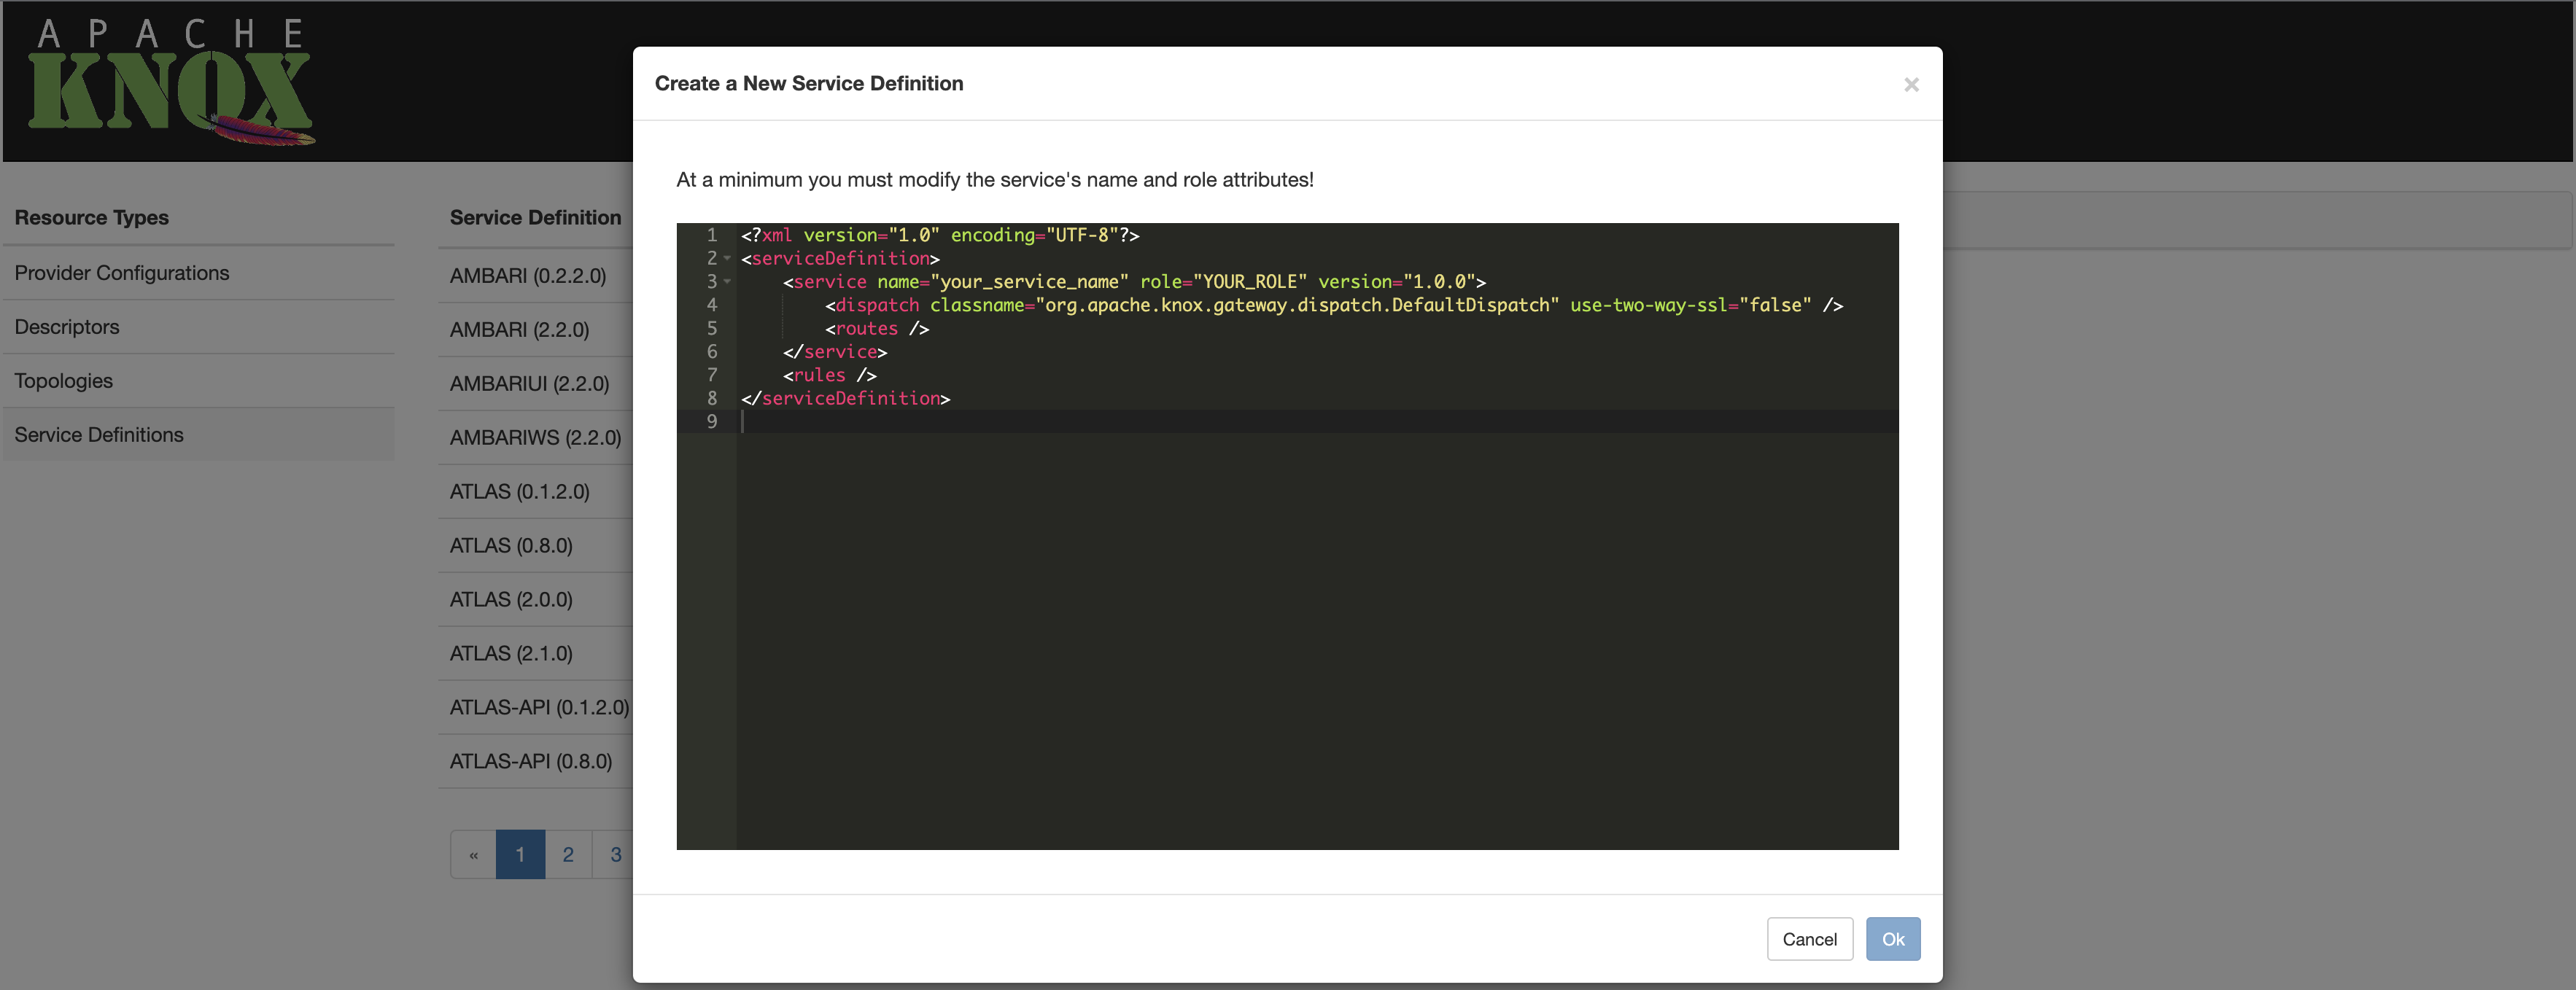 APACHE
KNOX
Resource Types
Provider Configurations
Descriptors
Topologies
Service Definitions
Service Definition
AMBARI (0.2.2.0)
AMBARI (2.2.0)
AMBARIUI (2.2.0)
AMBARIWS (2.2.0)
ATLAS (0.1.2.0)
ATLAS (0.8.0)
ATLAS (2.0.0)
ATLAS (2.1.0)
ATLAS-API (0.1.2.0)
ATLAS-API (0.8.0)
« 1 2 3
Create a New Service Definition ×
At a minimum you must modify the service's name and role attributes!
1 <?xml version="1.0" encoding="UTF-8"?>
2 <serviceDefinition>
3 <service name="your_service_name" role="YOUR_ROLE" version="1.0.0">
4 <dispatch classname="org.apache.knox.gateway.dispatch.DefaultDispatch" use-two-way-ssl="false" />
5 <routes />
6 </service>
7 <rules />
8 </serviceDefinition>
9
Cancel Ok